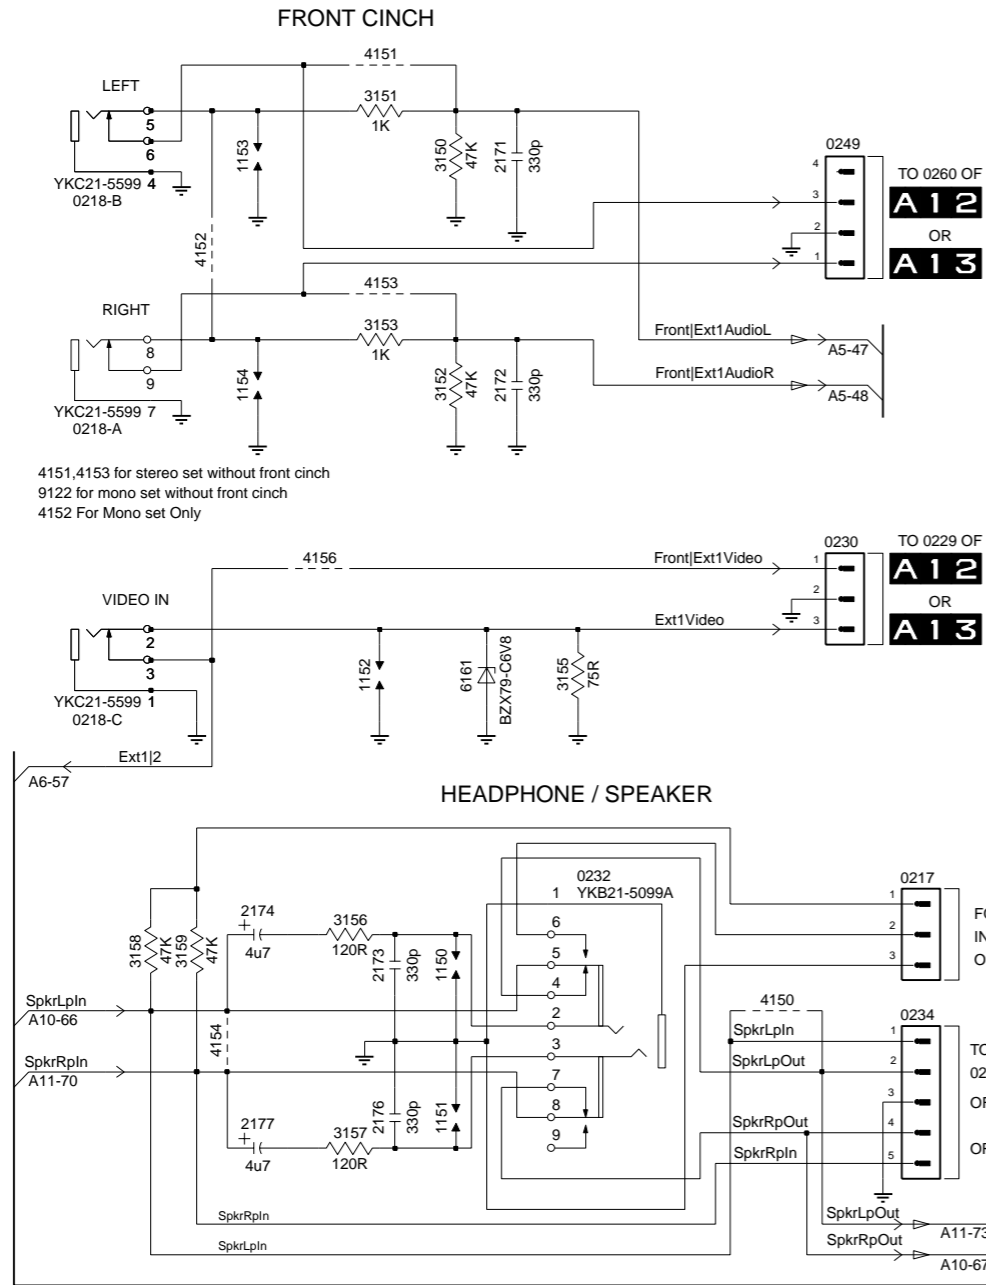 FRONT CINCH
4151
LEFT
3151
1K
5
6
1153
3150
47K
2171
330p
YKC21-5599 4
0218-B
0249
4
3
2
1
TO 0260 OF
A12
OR
A13
4152
4153
RIGHT
3153
1K
8
9
1154
3152
47K
2172
330p
YKC21-5599 7
0218-A
Front|Ext1AudioL
A5-47
Front|Ext1AudioR
A5-48
4151,4153 for stereo set without front cinch
9122 for mono set without front cinch
4152 For Mono set Only
4156
Front|Ext1Video
0230
1
2
3
TO 0229 OF
A12
OR
A13
VIDEO IN
2
3
Ext1Video
1152
6161
BZX79-C6V8
3155
75R
YKC21-5599 1
0218-C
Ext1|2
A6-57
HEADPHONE / SPEAKER
0232
1 YKB21-5099A
6
5
4
2
3
7
8
9
0217
1
2
3
3158
47K
3159
47K
+
2174
4u7
3156
120R
2173
330p
1150
SpkrLpIn
A10-66
4154
SpkrRpIn
A11-70
+
2177
4u7
3157
120R
2176
330p
1151
4150
SpkrLpIn
SpkrLpOut
SpkrRpOut
SpkrRpIn
0234
1
2
3
4
5
SpkrRpIn
SpkrLpIn
SpkrLpOut
A11-73
SpkrRpOut
A10-67